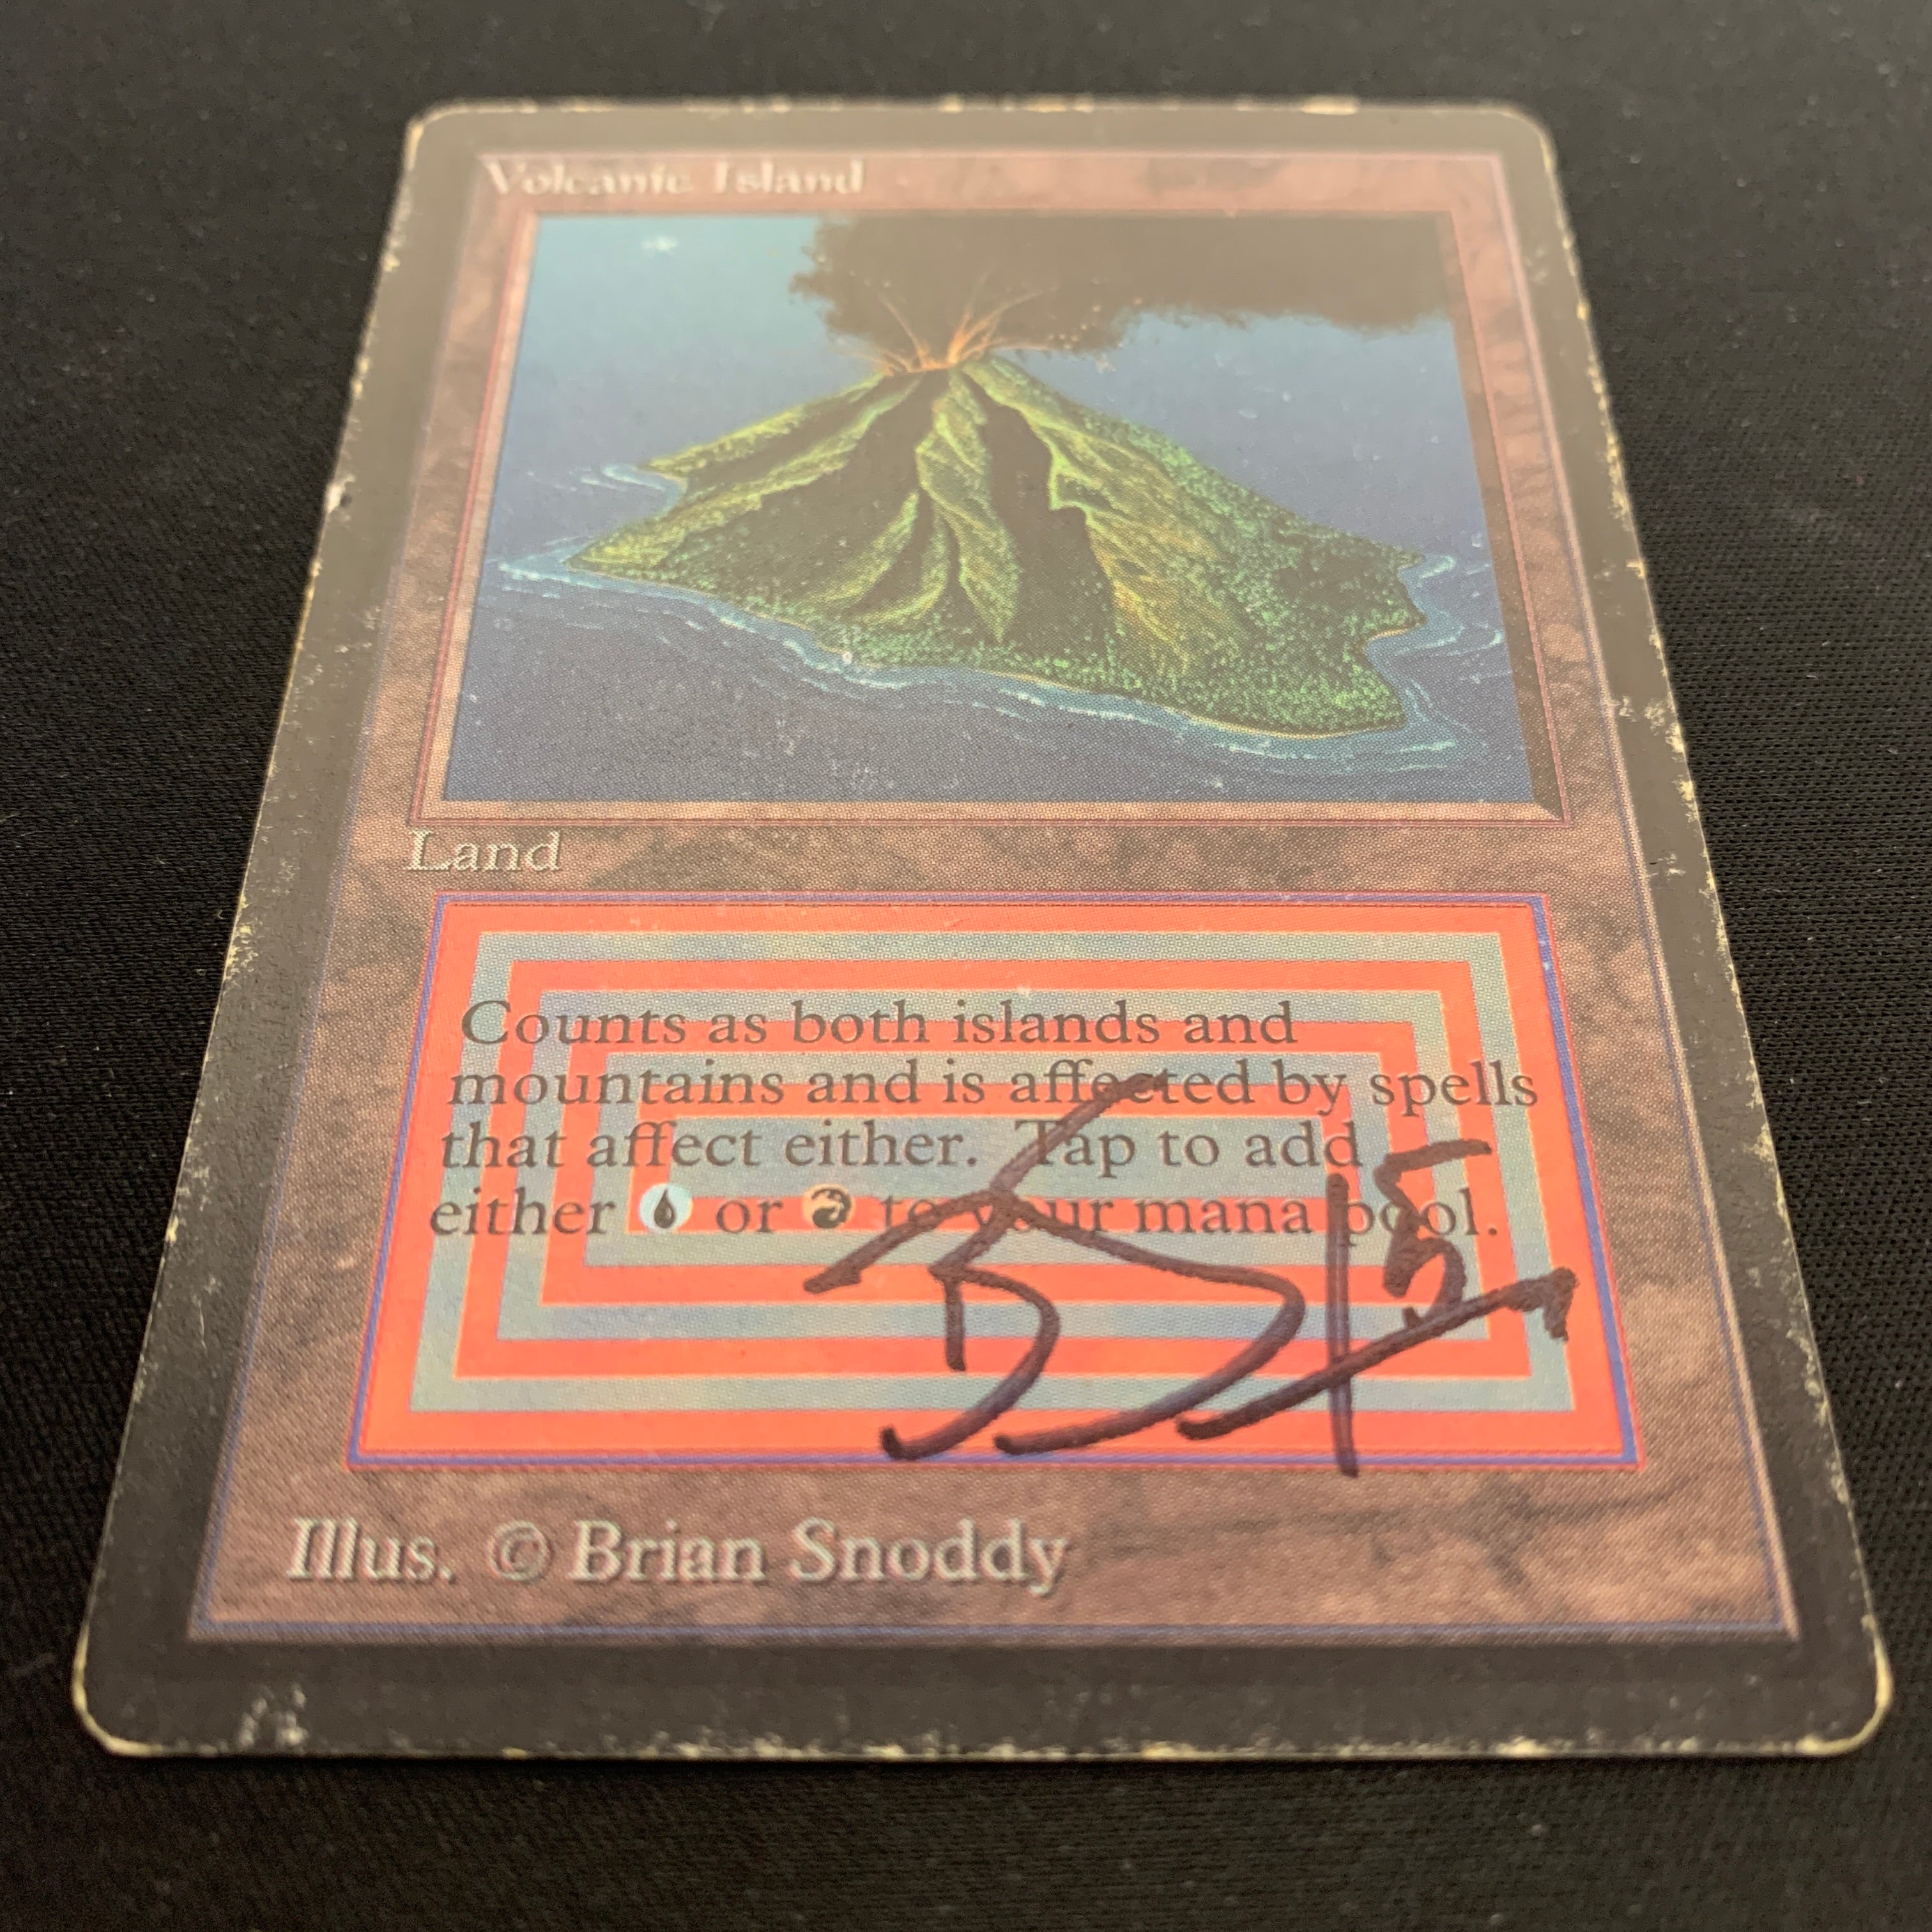 Volcanic Island
Land
Counts as both islands and
mountains and is affected by spells
that affect either. Tap to add
either or to your mana pool.
15
Illus. © Brian Snoddy